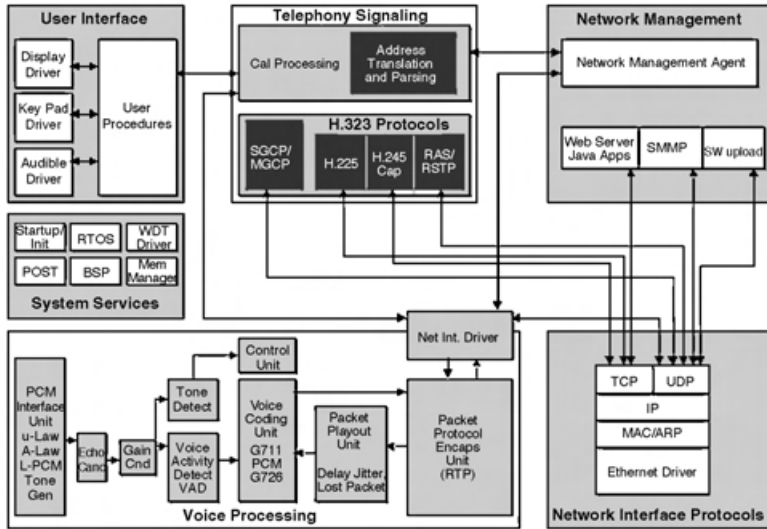 User Interface
Display
Driver
Key Pad
Driver
Audible
Driver
User
Procedures
Telephony Signaling
Cal Processing
Address
Translation
and Parsing
H.323 Protocols
SGCP/
MGCP
H.225
H.245
Cap
RAS/
RSTP
Network Management
Network Management Agent
Web Server
Java Apps
SMMP
SW upload
Startup/
Init
RTOS
WDT
Driver
POST
BSP
Mem
Manager
System Services
Net Int. Driver
PCM
Interface
Unit
u-Law
A-Law
L-PCM
Tone
Gen
Echo
Canc
Gain
Cnd
Tone
Detect
Control
Unit
Voice
Activity
Detect
VAD
Voice
Coding
Unit
G711
PCM
G726
Packet
Playout
Unit
Delay Jitter,
Lost Packet
Packet
Protocol
Encaps
Unit
(RTP)
Voice Processing
TCP
UDP
IP
MAC/ARP
Ethernet Driver
Network Interface Protocols